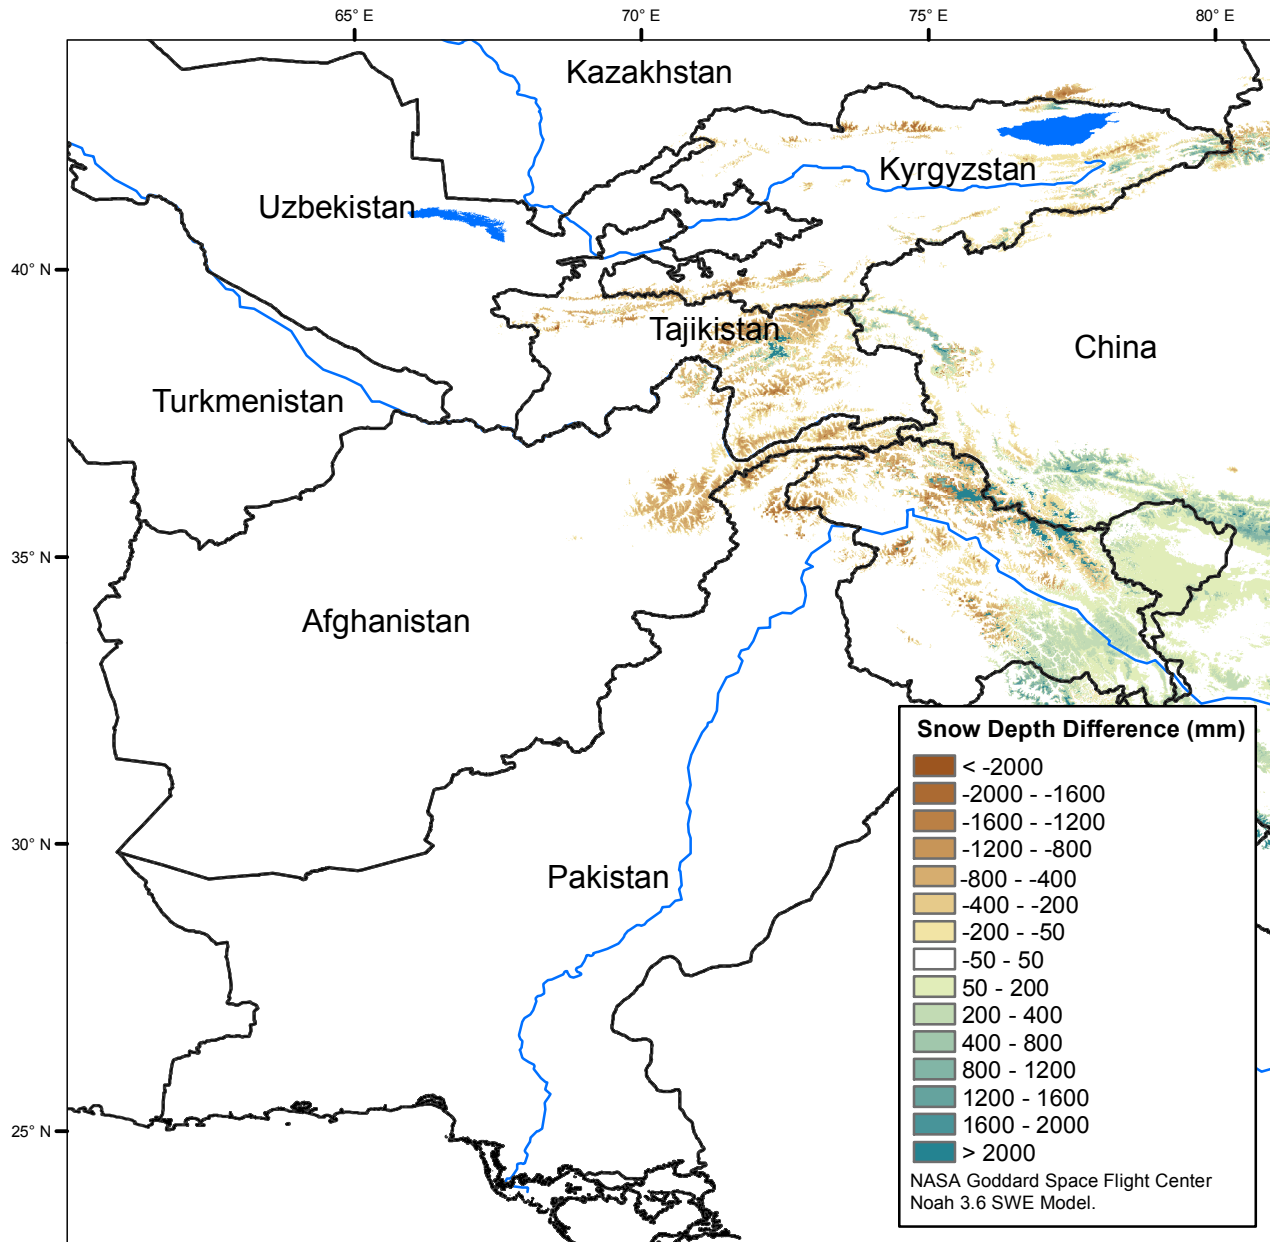 65° E
70° E
75° E
80° E
Kazakhstan
Kyrgyzstan
Uzbekistan
40° N
Tajikistan
China
Turkmenistan
35° N
Afghanistan
Snow Depth Difference (mm)
< -2000
-2000 - -1600
-1600 - -1200
-1200 - -800
-800 - -400
-400 - -200
-200 - -50
-50 - 50
50 - 200
200 - 400
400 - 800
800 - 1200
1200 - 1600
1600 - 2000
> 2000
NASA Goddard Space Flight Center
Noah 3.6 SWE Model.
30° N
Pakistan
25° N